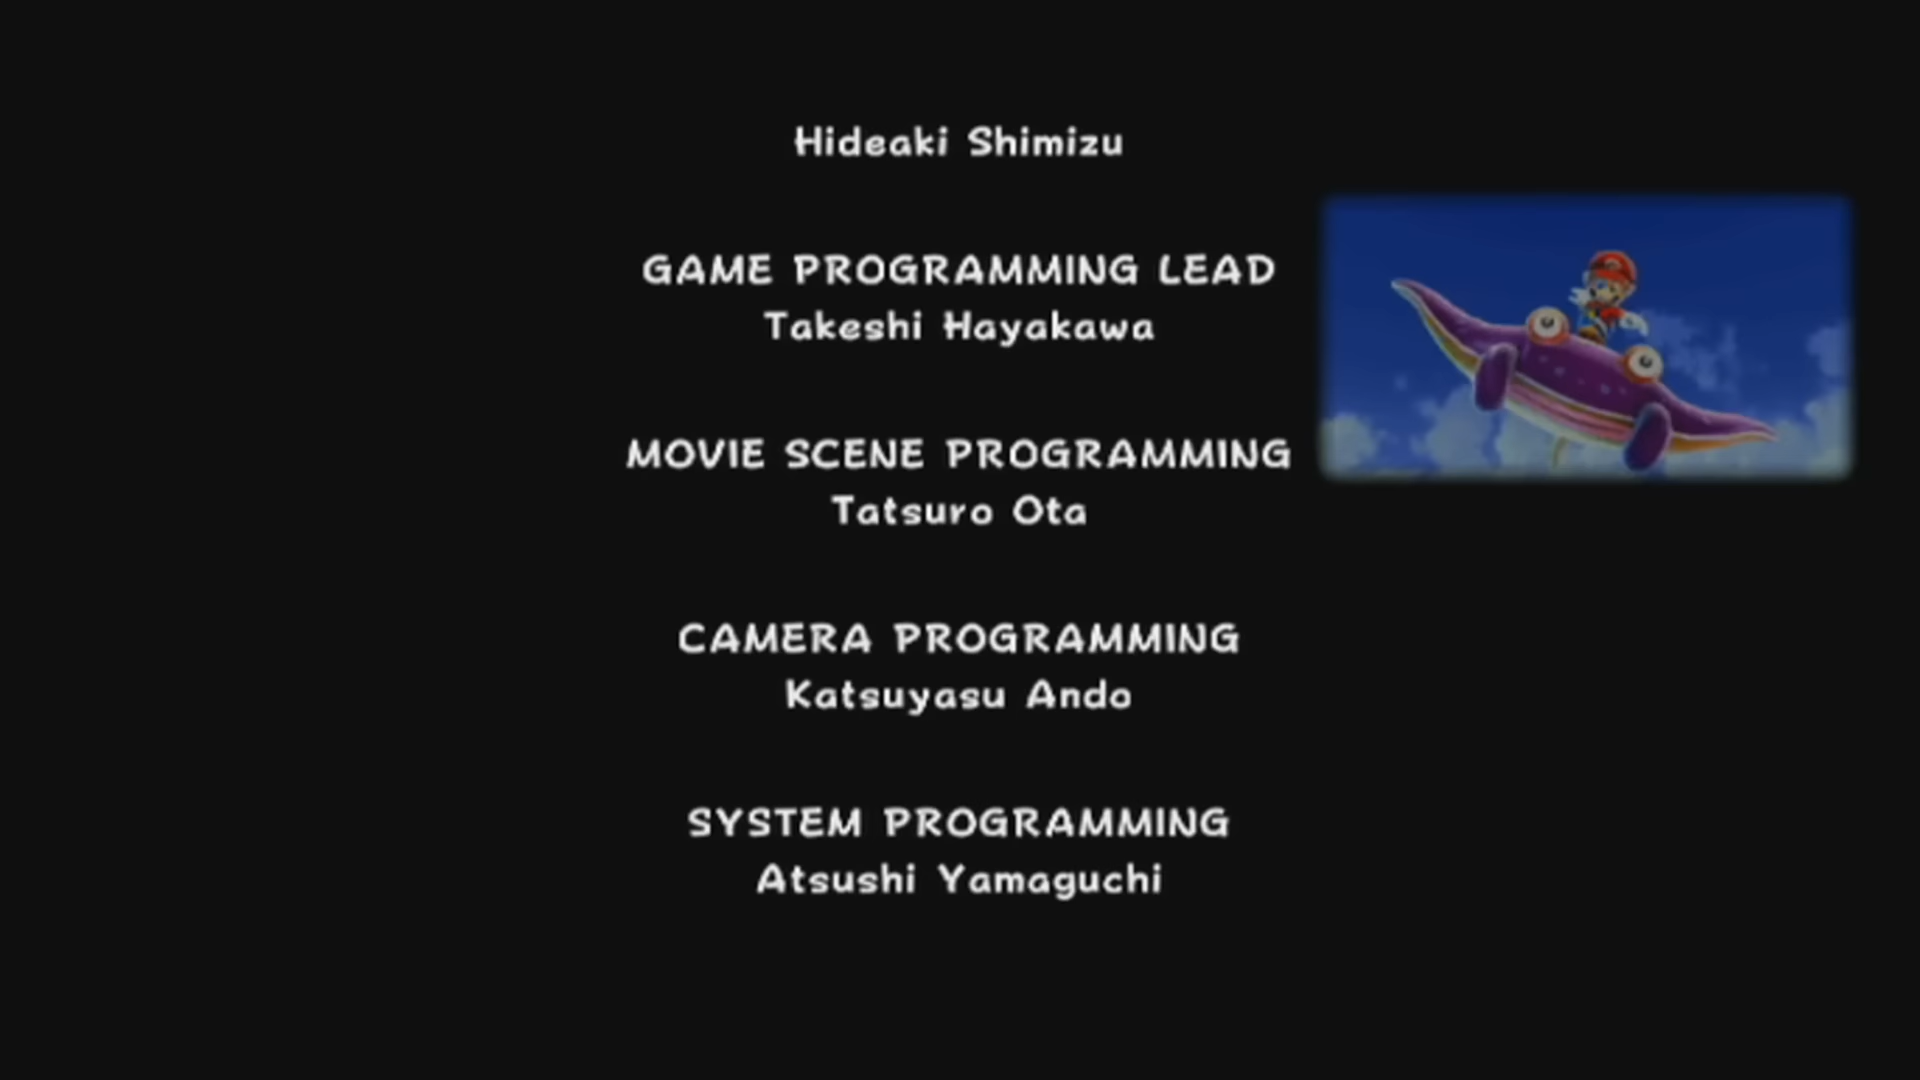 Hideaki Shimizu
GAME PROGRAMMING LEAD
Takeshi Hayakawa
MOVIE SCENE PROGRAMMING
Tatsuro Ota
CAMERA PROGRAMMING
Katsuyasu Ando
SYSTEM PROGRAMMING
Atsushi Yamaguchi